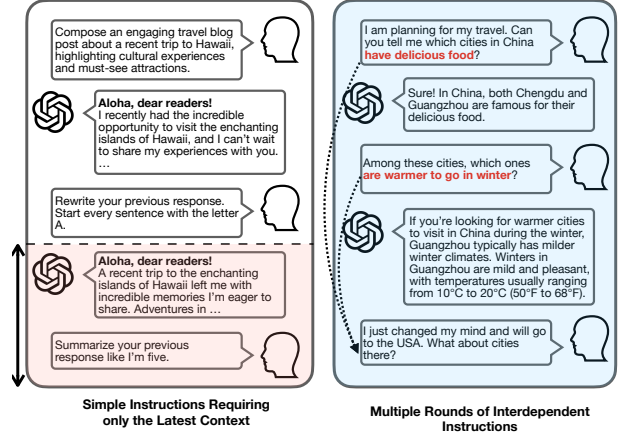 Compose an engaging travel blog
post about a recent trip to Hawaii,
highlighting cultural experiences
and must-see attractions.
Aloha, dear readers!
I recently had the incredible
opportunity to visit the enchanting
islands of Hawaii, and I can't wait
to share my experiences with you.
…
Rewrite your previous response.
Start every sentence with the letter
A.
Aloha, dear readers!
A recent trip to the enchanting
islands of Hawaii left me with
incredible memories I'm eager to
share. Adventures in …
Summarize your previous
response like I'm five.
Simple Instructions Requiring
only the Latest Context
I am planning for my travel. Can
you tell me which cities in China
have delicious food?
Sure! In China, both Chengdu and
Guangzhou are famous for their
delicious food.
Among these cities, which ones
are warmer to go in winter?
If you're looking for warmer cities
to visit in China during the winter,
Guangzhou typically has milder
winter climates. Winters in
Guangzhou are mild and pleasant,
with temperatures usually ranging
from 10°C to 20°C (50°F to 68°F).
I just changed my mind and will go
to the USA. What about cities
there?
Multiple Rounds of Interdependent
Instructions